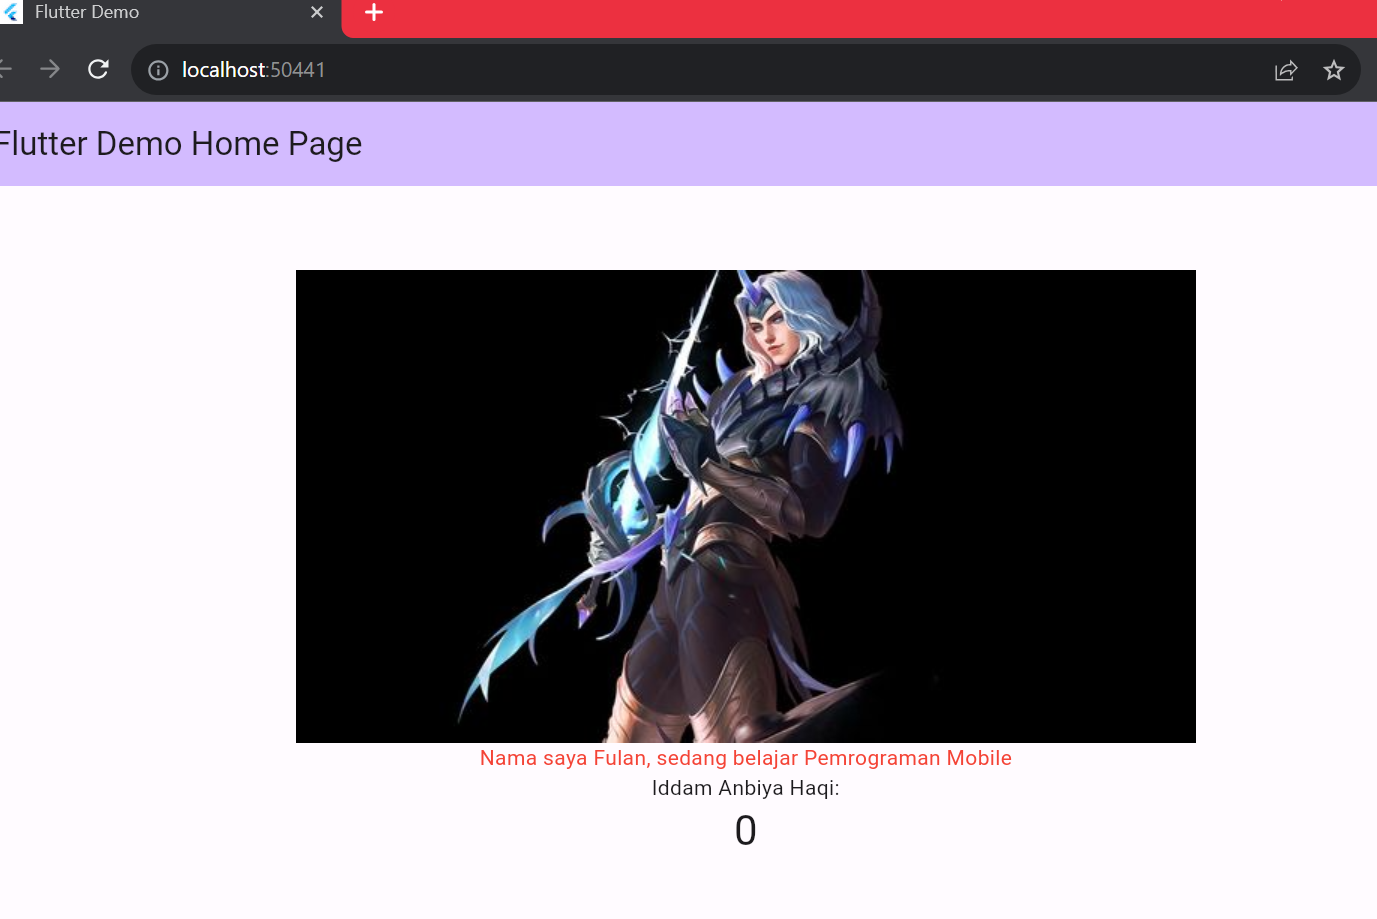 Flutter Demo
localhost:50441
Flutter Demo Home Page
Nama saya Fulan, sedang belajar Pemrograman Mobile
Iddam Anbiya Haqi:
0